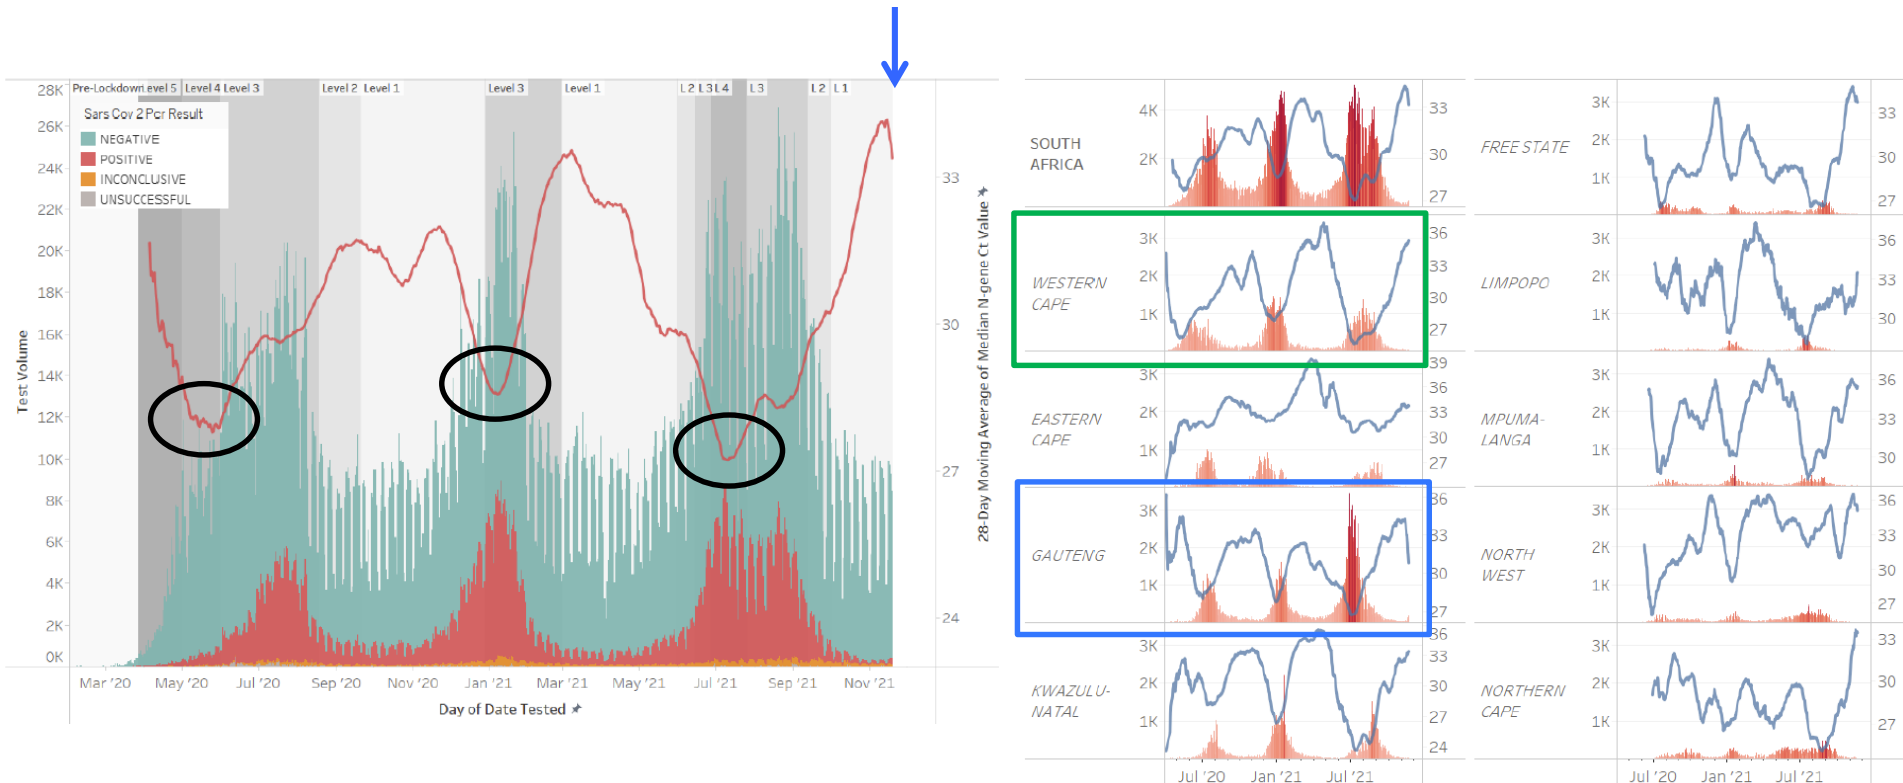 Pre-Lockdown Level 5 Level 4 Level 3 Level 2 Level 1 Level 3 Level 1 L 2 L 3 L 4 L 3 L 2 L 1
Sars Cov 2 Pcr Result
NEGATIVE
POSITIVE
INCONCLUSIVE
UNSUCCESSFUL
Test Volume
28K
26K
24K
22K
20K
18K
16K
14K
12K
10K
8K
6K
4K
2K
0K
33
30
27
24
28-Day Moving Average of Median N-gene Ct Value
Mar '20 May '20 Jul '20 Sep '20 Nov '20 Jan '21 Mar '21 May '21 Jul '21 Sep '21 Nov '21
Day of Date Tested
SOUTH
AFRICA
4K
2K
33
30
27
WESTERN
CAPE
3K
2K
1K
36
33
30
27
EASTERN
CAPE
3K
2K
1K
39
36
33
30
27
GAUTENG
3K
2K
1K
36
33
30
27
KWAZULU-
NATAL
3K
2K
1K
36
33
30
27
24
Jul '20 Jan '21 Jul '21
FREE STATE
3K
2K
1K
33
30
27
LIMPOPO
3K
2K
1K
36
33
30
MPUMA-
LANGA
3K
2K
1K
36
33
30
NORTH
WEST
3K
2K
1K
36
33
30
27
NORTHERN
CAPE
3K
2K
1K
33
30
27
Jul '20 Jan '21 Jul '21